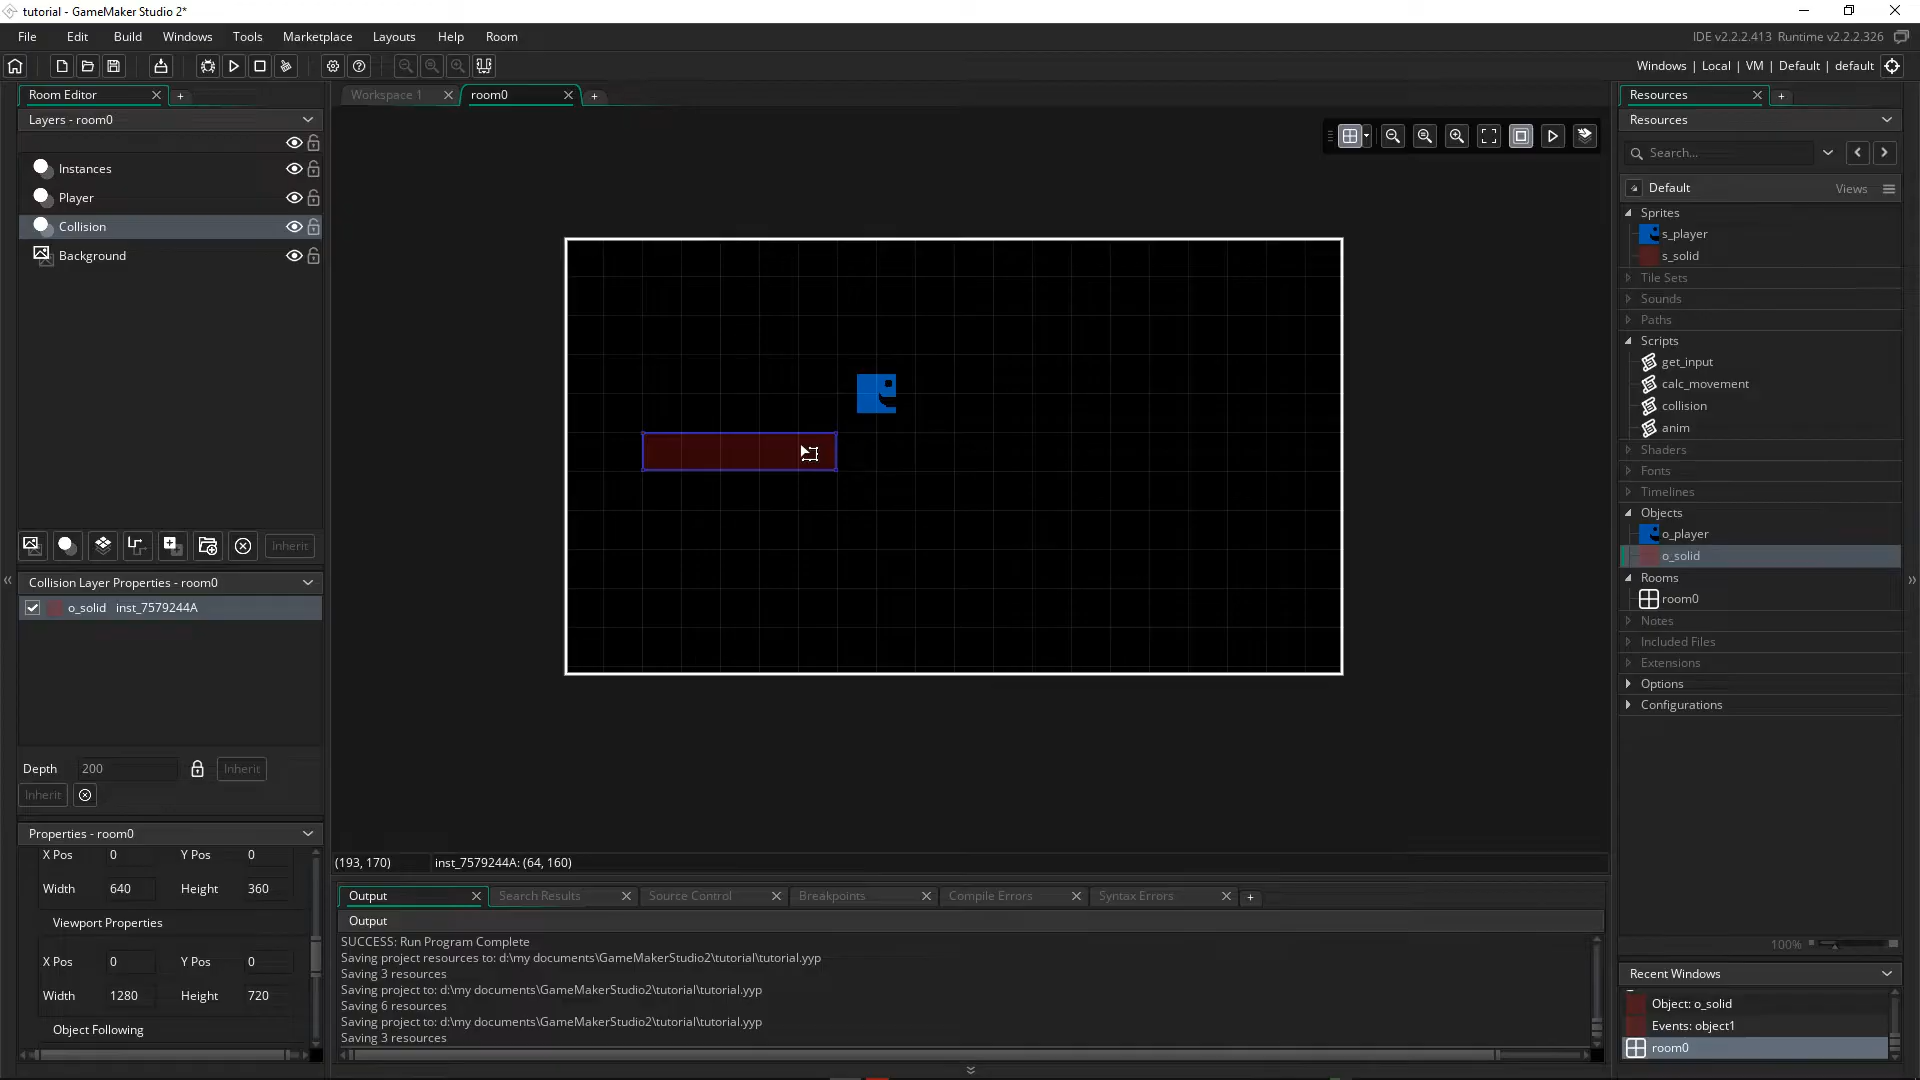 tutorial - GameMaker Studio 2*
File Edit Build Windows Tools Marketplace Layouts Help Room
IDE v2.2.2.413 Runtime v2.2.2.326
Windows | Local | VM | Default | default
Room Editor
Layers - room0
Instances
Player
Collision
Background
Inherit
Collision Layer Properties - room0
o_solid inst_7579244A
Depth 200 Inherit
Inherit
Properties - room0
X Pos 0 Y Pos 0
Width 640 Height 360
Viewport Properties
X Pos 0 Y Pos 0
Width 1280 Height 720
Object Following
Workspace 1 room0
(193, 170) inst_7579244A: (64, 160)
Output Search Results Source Control Breakpoints Compile Errors Syntax Errors
Output
SUCCESS: Run Program Complete
Saving project resources to: d:\my documents\GameMakerStudio2\tutorial\tutorial.yyp
Saving 3 resources
Saving project to: d:\my documents\GameMakerStudio2\tutorial\tutorial.yyp
Saving 6 resources
Saving project to: d:\my documents\GameMakerStudio2\tutorial\tutorial.yyp
Saving 3 resources
Resources
Resources
Search...
Default Views
Sprites
s_player
s_solid
Tile Sets
Sounds
Paths
Scripts
get_input
calc_movement
collision
anim
Shaders
Fonts
Timelines
Objects
o_player
o_solid
Rooms
room0
Notes
Included Files
Extensions
Options
Configurations
100%
Recent Windows
Object: o_solid
Events: object1
room0